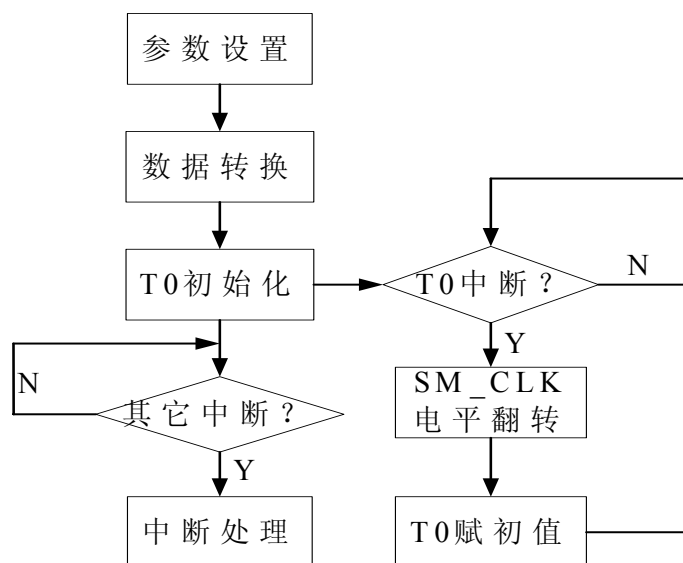 参数设置
数据转换
T0初始化
T0中断？
N
Y
SM_CLK
电平翻转
N
其它中断？
Y
中断处理
T0赋初值